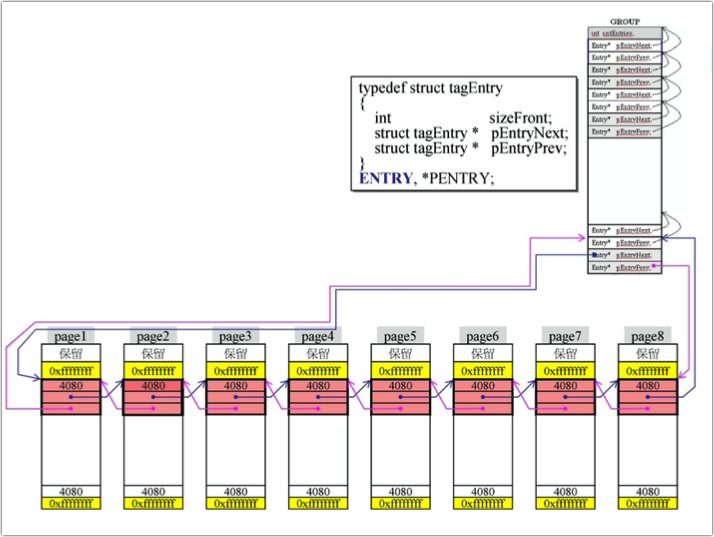 GROUP
int cntEntries;
Entry* pEntryNext;
Entry* pEntryPrev;
Entry* pEntryNext;
Entry* pEntryPrev;
Entry* pEntryNext;
Entry* pEntryPrev;
Entry* pEntryNext;
Entry* pEntryPrev;
typedef struct tagEntry
{
int sizeFront;
struct tagEntry * pEntryNext;
struct tagEntry * pEntryPrev;
}
ENTRY, *PENTRY;
Entry* pEntryNext;
Entry* pEntryPrev;
Entry* pEntryNext;
Entry* pEntryPrev;
page1 page2 page3 page4 page5 page6 page7 page8
保留 保留 保留 保留 保留 保留 保留 保留
0xffffffff 0xffffffff 0xffffffff 0xffffffff 0xffffffff 0xffffffff 0xffffffff 0xffffffff
4080 4080 4080 4080 4080 4080 4080 4080
4080 4080 4080 4080 4080 4080 4080 4080
0xffffffff 0xffffffff 0xffffffff 0xffffffff 0xffffffff 0xffffffff 0xffffffff 0xffffffff